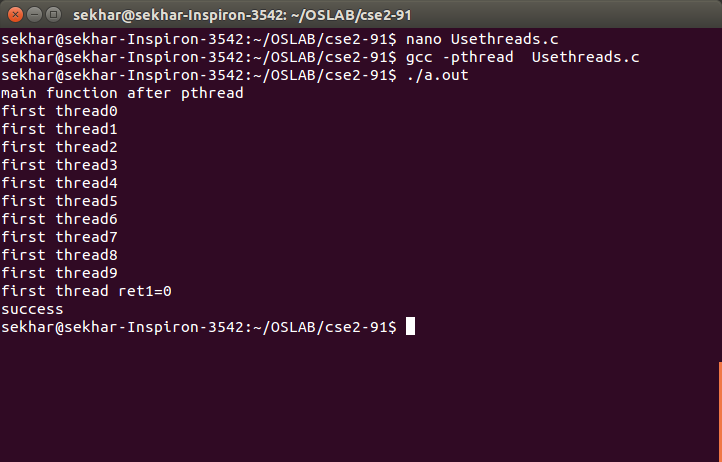 sekhar@sekhar-Inspiron-3542: ~/OSLAB/cse2-91
sekhar@sekhar-Inspiron-3542:~/OSLAB/cse2-91$ nano Usethreads.c
sekhar@sekhar-Inspiron-3542:~/OSLAB/cse2-91$ gcc -pthread  Usethreads.c
sekhar@sekhar-Inspiron-3542:~/OSLAB/cse2-91$ ./a.out
main function after pthread
first thread0
first thread1
first thread2
first thread3
first thread4
first thread5
first thread6
first thread7
first thread8
first thread9
first thread ret1=0
success
sekhar@sekhar-Inspiron-3542:~/OSLAB/cse2-91$